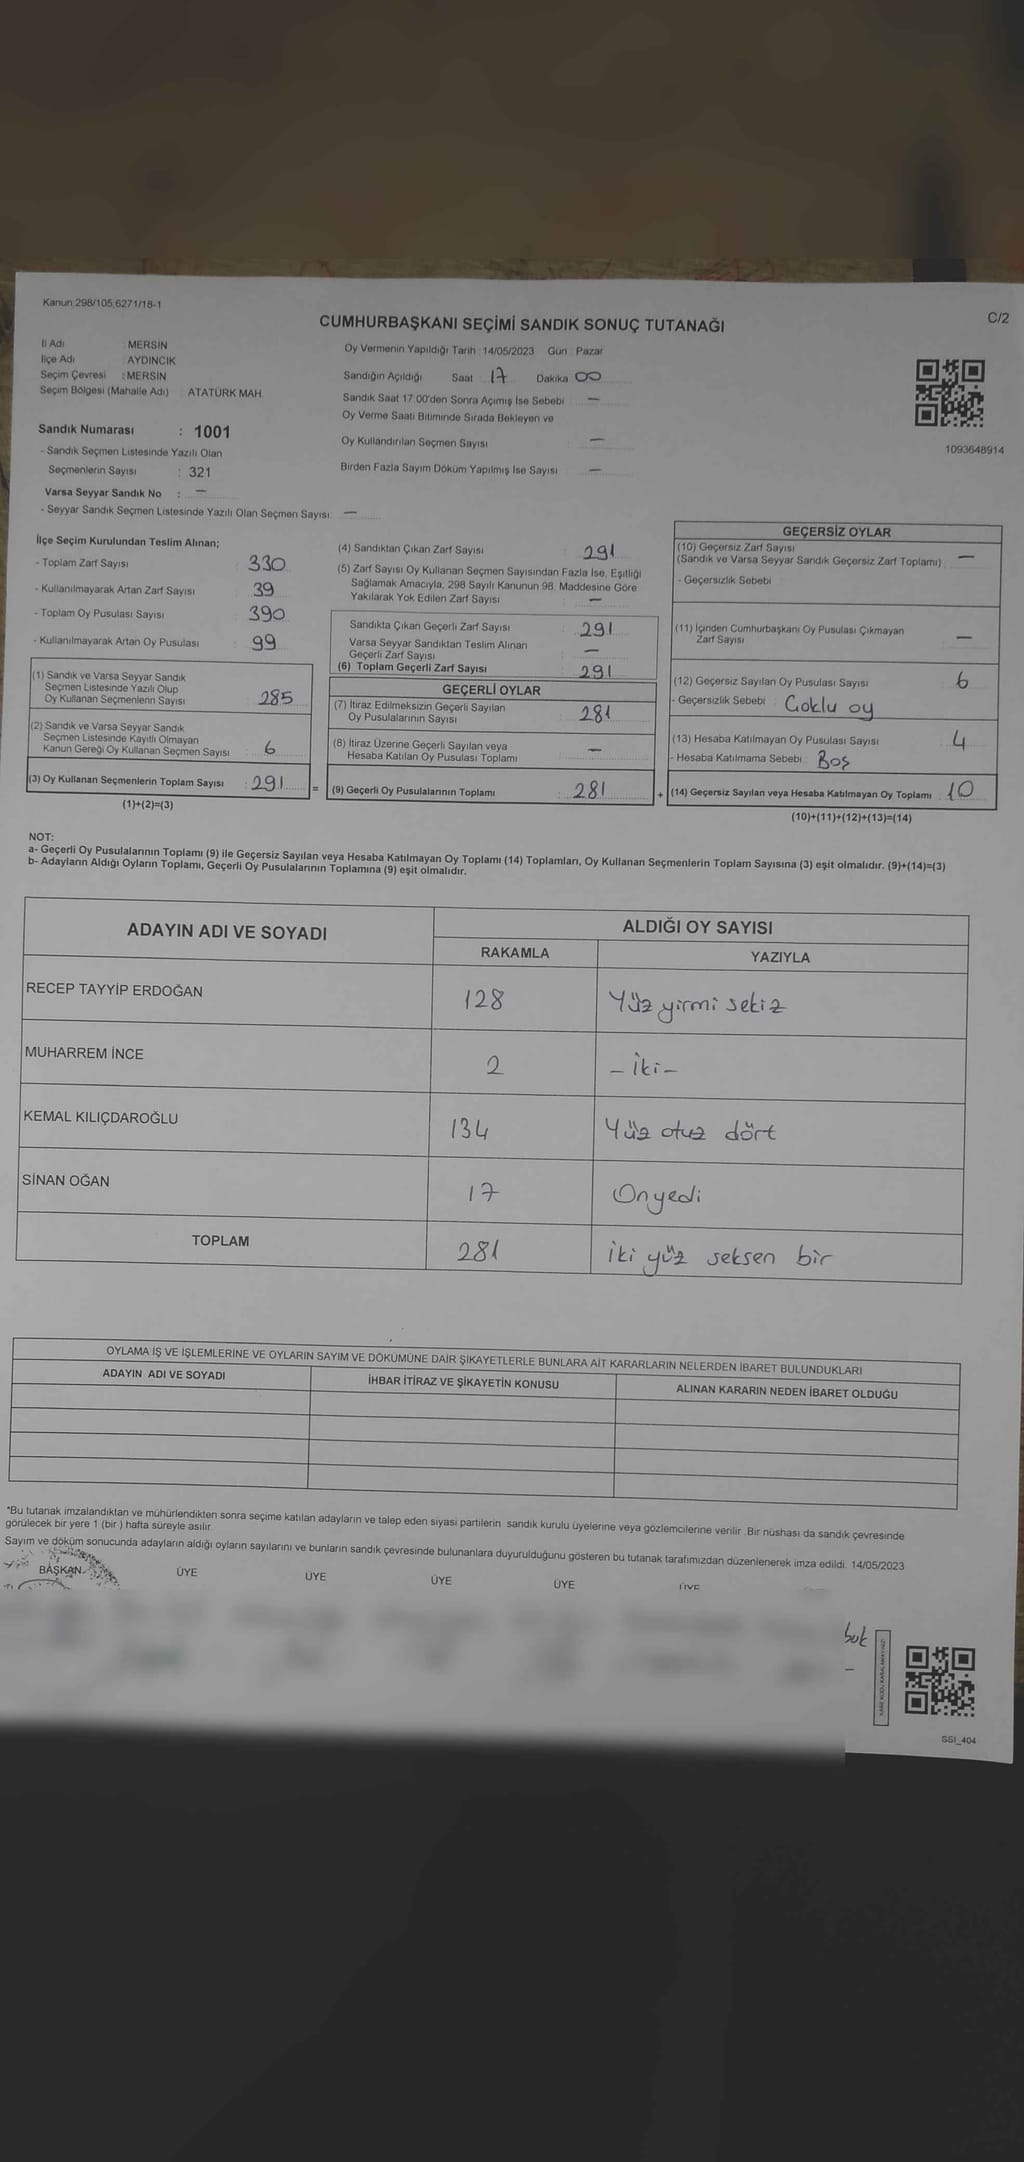 Kanun:298/105,6271/18-1
C/2
CUMHURBAŞKANI SEÇİMİ SANDIK SONUÇ TUTANAĞI
İl Adı : MERSİN
İlçe Adı : AYDINCIK
Seçim Çevresi : MERSİN
Seçim Bölgesi (Mahalle Adı) : ATATÜRK MAH.
Sandık Numarası : 1001
- Sandık Seçmen Listesinde Yazılı Olan
Seçmenlerin Sayısı : 321
Varsa Seyyar Sandık No : —
- Seyyar Sandık Seçmen Listesinde Yazılı Olan Seçmen Sayısı: —
Oy Vermenin Yapıldığı Tarih : 14/05/2023 Gün : Pazar
Sandığın Açıldığı Saat : 17 Dakika : 00
Sandık Saat 17:00'den Sonra Açımış İse Sebebi : —
Oy Verme Saati Bitiminde Sırada Bekleyen ve
Oy Kullandırılan Seçmen Sayısı : —
Birden Fazla Sayım Döküm Yapılmış İse Sayısı : —
1093648914
İlçe Seçim Kurulundan Teslim Alınan;
- Toplam Zarf Sayısı : 330
- Kullanılmayarak Artan Zarf Sayısı : 39
- Toplam Oy Pusulası Sayısı : 390
- Kullanılmayarak Artan Oy Pusulası : 99
(1) Sandık ve Varsa Seyyar Sandık
Seçmen Listesinde Yazılı Olup
Oy Kullanan Seçmenlerin Sayısı : 285
(2) Sandık ve Varsa Seyyar Sandık
Seçmen Listesinde Kayıtlı Olmayan
Kanun Gereği Oy Kullanan Seçmen Sayısı : 6
(3) Oy Kullanan Seçmenlerin Toplam Sayısı : 291 =
(1)+(2)=(3)
(4) Sandıktan Çıkan Zarf Sayısı : 291
(5) Zarf Sayısı Oy Kullanan Seçmen Sayısından Fazla İse, Eşitliği
Sağlamak Amacıyla; 298 Sayılı Kanunun 98. Maddesine Göre
Yakılarak Yok Edilen Zarf Sayısı : —
Sandıkta Çıkan Geçerli Zarf Sayısı : 291
Varsa Seyyar Sandıktan Teslim Alınan
Geçerli Zarf Sayısı : —
(6) Toplam Geçerli Zarf Sayısı : 291
GEÇERLİ OYLAR
(7) İtiraz Edilmeksizin Geçerli Sayılan
Oy Pusulalarının Sayısı : 281
(8) İtiraz Üzerine Geçerli Sayılan veya
Hesaba Katılan Oy Pusulası Toplamı : —
(9) Geçerli Oy Pusulalarının Toplamı : 281 +
GEÇERSİZ OYLAR
(10) Geçersiz Zarf Sayısı
(Sandık ve Varsa Seyyar Sandık Geçersiz Zarf Toplamı) : —
- Geçersizlik Sebebi :
(11) İçinden Cumhurbaşkanı Oy Pusulası Çıkmayan
Zarf Sayısı : —
(12) Geçersiz Sayılan Oy Pusulası Sayısı : 6
- Geçersizlik Sebebi : Çoklu oy
(13) Hesaba Katılmayan Oy Pusulası Sayısı : 4
- Hesaba Katılmama Sebebi : Boş
(14) Geçersiz Sayılan veya Hesaba Katılmayan Oy Toplamı : 10
(10)+(11)+(12)+(13)=(14)
NOT:
a- Geçerli Oy Pusulalarının Toplamı (9) ile Geçersiz Sayılan veya Hesaba Katılmayan Oy Toplamı (14) Toplamları, Oy Kullanan Seçmenlerin Toplam Sayısına (3) eşit olmalıdır. (9)+(14)=(3)
b- Adayların Aldığı Oyların Toplamı, Geçerli Oy Pusulalarının Toplamına (9) eşit olmalıdır.
ADAYIN ADI VE SOYADI ALDIĞI OY SAYISI
RAKAMLA YAZIYLA
RECEP TAYYİP ERDOĞAN 128 Yüz yirmi sekiz
MUHARREM İNCE 2 - iki -
KEMAL KILIÇDAROĞLU 134 Yüz otuz dört
SİNAN OĞAN 17 Onyedi
TOPLAM 281 iki yüz seksen bir
OYLAMA İŞ VE İŞLEMLERİNE VE OYLARIN SAYIM VE DÖKÜMÜNE DAİR ŞİKAYETLERLE BUNLARA AİT KARARLARIN NELERDEN İBARET BULUNDUKLARI
ADAYIN ADI VE SOYADI İHBAR İTİRAZ VE ŞİKAYETİN KONUSU ALINAN KARARIN NEDEN İBARET OLDUĞU
*Bu tutanak imzalandıktan ve mühürlendikten sonra seçime katılan adayların ve talep eden siyasi partilerin sandık kurulu üyelerine veya gözlemcilerine verilir. Bir nüshası da sandık çevresinde
görülecek bir yere 1 (bir) hafta süreyle asılır.
Sayım ve döküm sonucunda adayların aldığı oyların sayılarını ve bunların sandık çevresinde bulunanlara duyurulduğunu gösteren bu tutanak tarafımızdan düzenlenerek imza edildi. 14/05/2023
BAŞKAN ÜYE ÜYE ÜYE ÜYE ÜYE
SSI_404